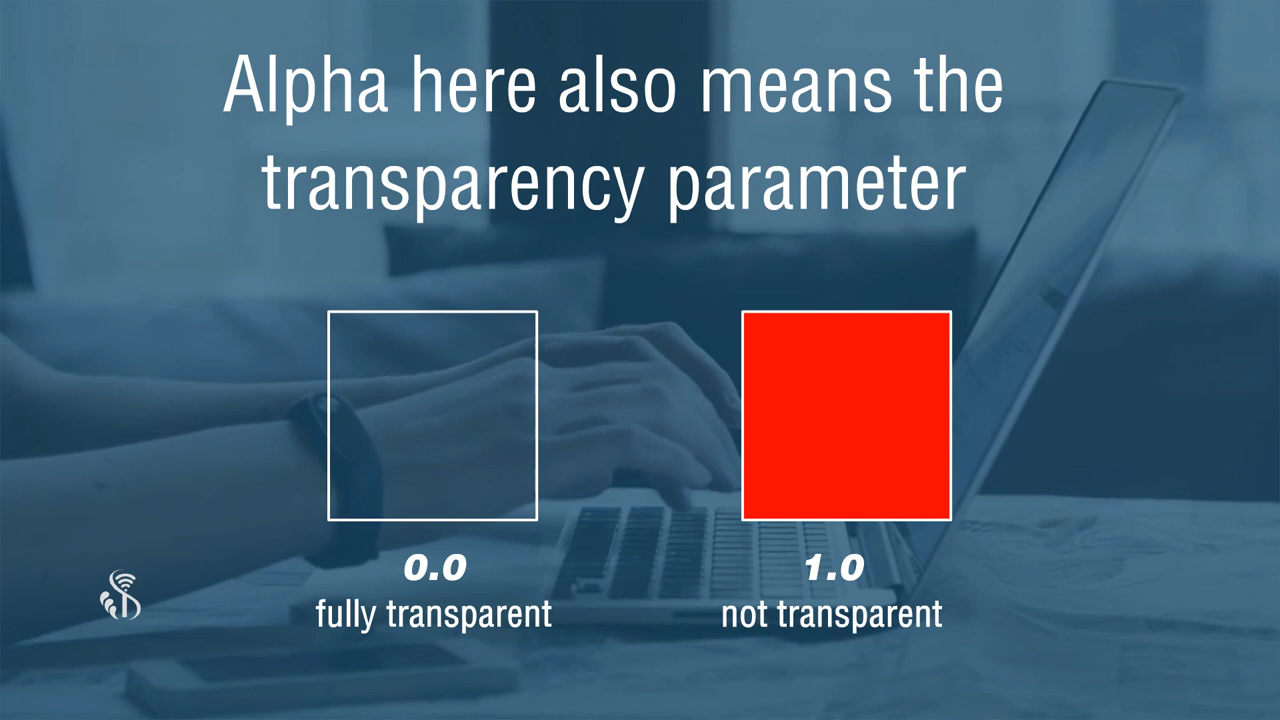 Alpha here also means the
transparency parameter
0.0
1.0
fully transparent
not transparent